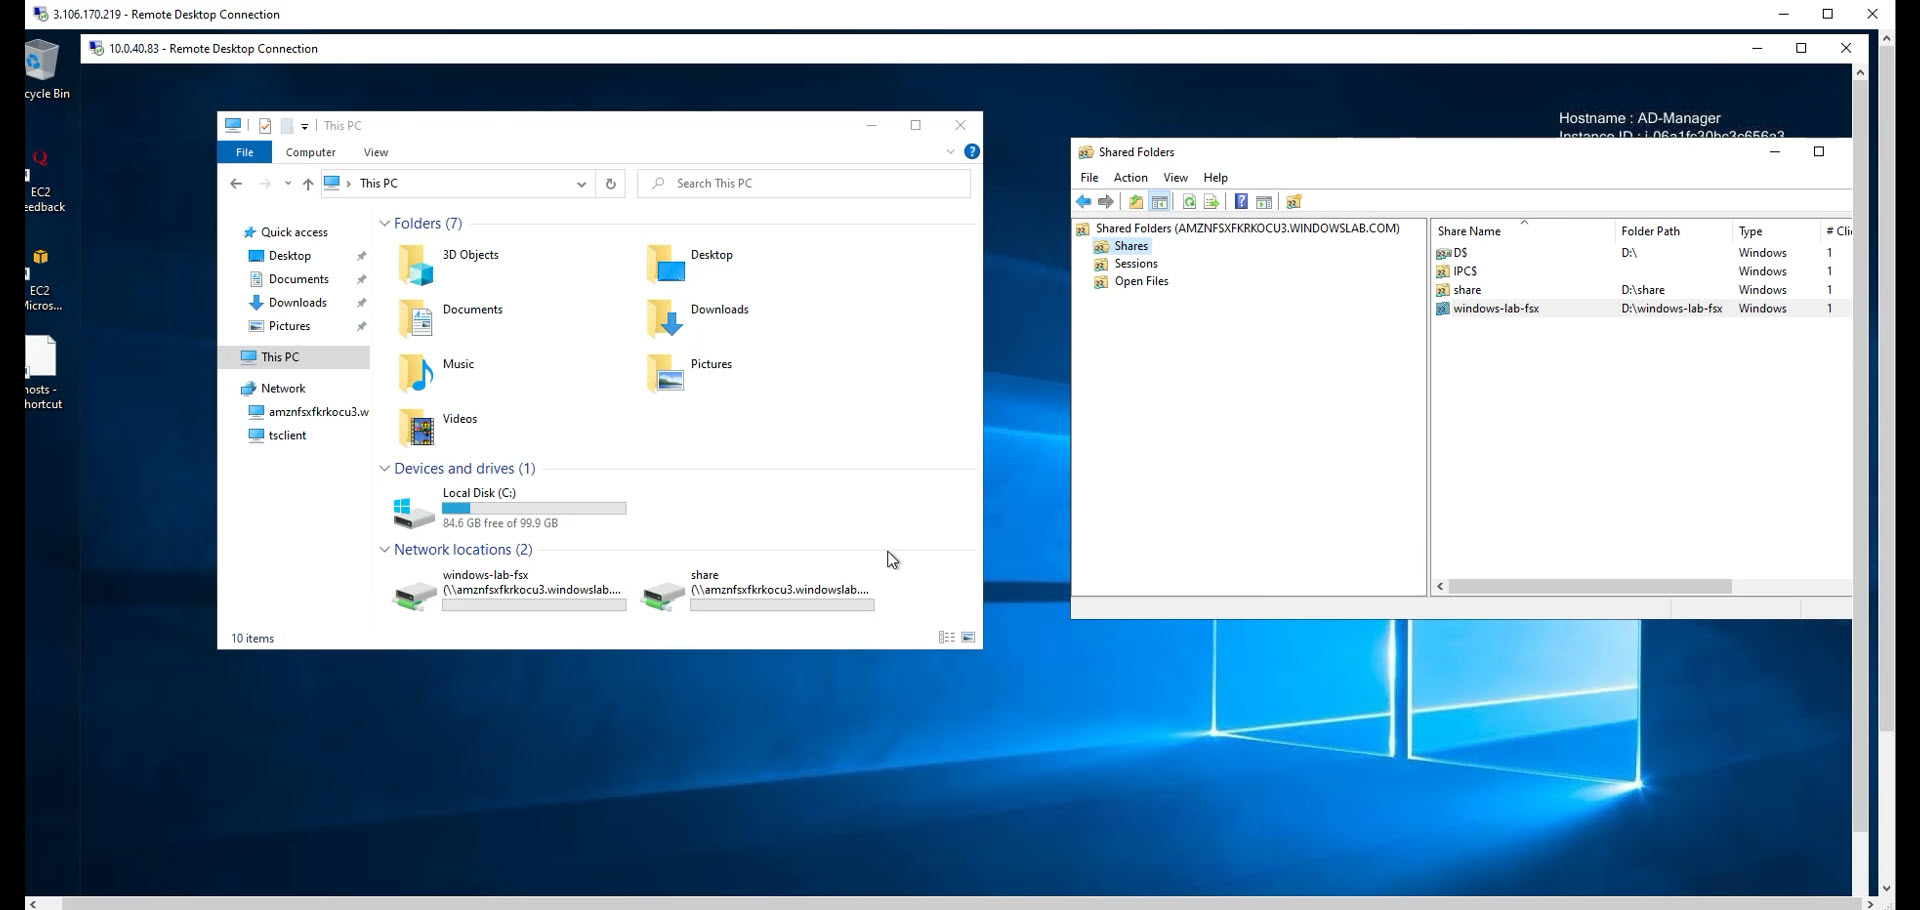 3.106.170.219 - Remote Desktop Connection
10.0.40.83 - Remote Desktop Connection
cycle Bin
EC2
eedback
EC2
Micros...
hosts -
hortcut
Hostname : AD-Manager
Instance ID : i-06a1fc30bc3c656a3
This PC
File
Computer
View
This PC
Search This PC
Quick access
Desktop
Documents
Downloads
Pictures
This PC
Network
amznfsxfkrkocu3.w
tsclient
Folders (7)
3D Objects
Desktop
Documents
Downloads
Music
Pictures
Videos
Devices and drives (1)
Local Disk (C:)
84.6 GB free of 99.9 GB
Network locations (2)
windows-lab-fsx
(\\amznfsxfkrkocu3.windowslab....
share
(\\amznfsxfkrkocu3.windowslab....
10 items
Shared Folders
File Action View Help
Shared Folders (AMZNFSXFKRKOCU3.WINDOWSLAB.COM)
Shares
Sessions
Open Files
Share Name Folder Path Type # Cli
D$ D:\ Windows 1
IPC$ Windows 1
share D:\share Windows 1
windows-lab-fsx D:\windows-lab-fsx Windows 1